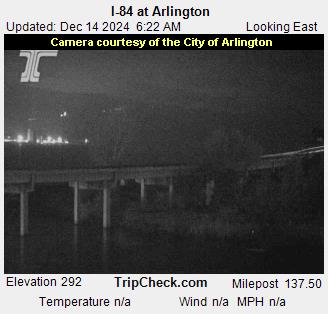 I-84 at Arlington
Updated: Dec 14 2024 6:22 AM Looking East
Camera courtesy of the City of Arlington
Elevation 292 TripCheck.com Milepost 137.50
Temperature n/a Wind n/a MPH n/a